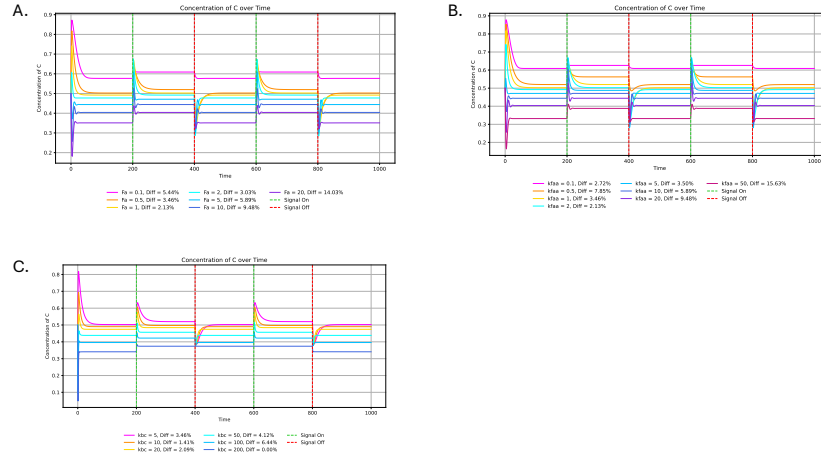 A.
Concentration of C over Time
0.9
0.8
0.7
0.6
0.5
0.4
0.3
0.2
Concentration of C
0 200 400 600 800 1000
Time
Fa = 0.1, Diff = 5.44% Fa = 2, Diff = 3.03% Fa = 20, Diff = 14.03%
Fa = 0.5, Diff = 3.46% Fa = 5, Diff = 5.89% Signal On
Fa = 1, Diff = 2.13% Fa = 10, Diff = 9.48% Signal Off
B.
Concentration of C over Time
0.9
0.8
0.7
0.6
0.5
0.4
0.3
0.2
Concentration of C
0 200 400 600 800 1000
Time
kfaa = 0.1, Diff = 2.72% kfaa = 5, Diff = 3.50% kfaa = 50, Diff = 15.63%
kfaa = 0.5, Diff = 7.85% kfaa = 10, Diff = 5.89% Signal On
kfaa = 1, Diff = 3.46% kfaa = 20, Diff = 9.48% Signal Off
kfaa = 2, Diff = 2.13%
C.
Concentration of C over Time
0.8
0.7
0.6
0.5
0.4
0.3
0.2
0.1
Concentration of C
0 200 400 600 800 1000
Time
kbc = 5, Diff = 3.46% kbc = 50, Diff = 4.12% Signal On
kbc = 10, Diff = 1.41% kbc = 100, Diff = 6.44% Signal Off
kbc = 20, Diff = 2.09% kbc = 200, Diff = 0.00%